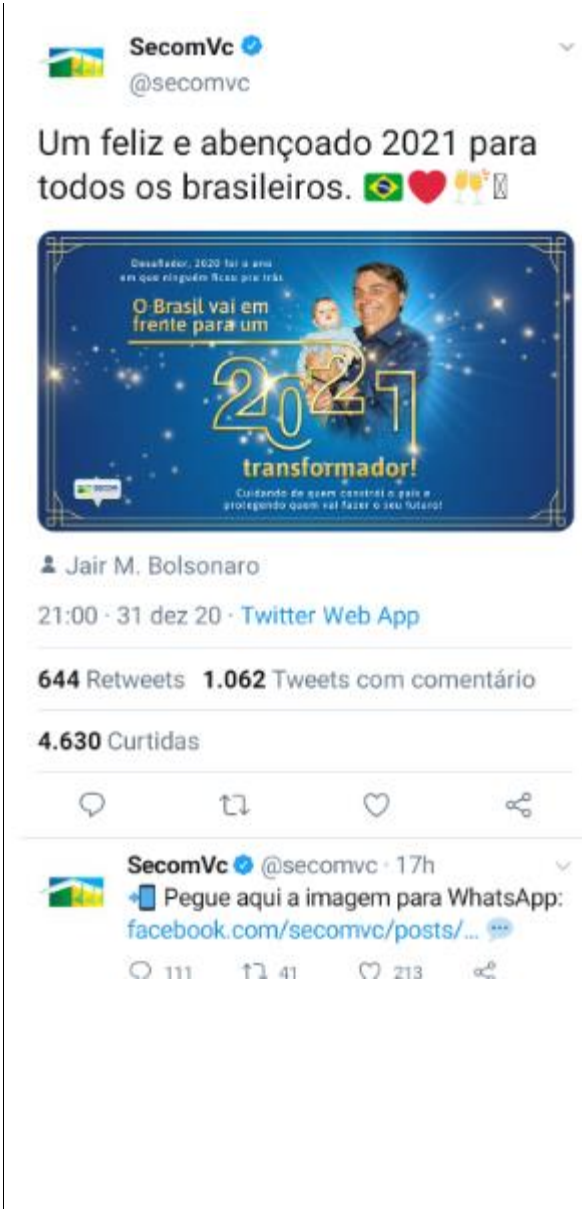 SecomVc
@secomvc
Um feliz e abençoado 2021 para
todos os brasileiros. 🇧🇷❤️🥂
Desafiador, 2020 foi o ano
em que ninguém ficou pra trás
O Brasil vai em
frente para um
2021
transformador!
SECOM
Cuidando de quem constrói o país e
protegendo quem vai fazer o seu futuro!
Jair M. Bolsonaro
21:00 · 31 dez 20 · Twitter Web App
644 Retweets 1.062 Tweets com comentário
4.630 Curtidas
SecomVc @secomvc · 17h
📲 Pegue aqui a imagem para WhatsApp:
facebook.com/secomvc/posts/... 💬
111 41 213